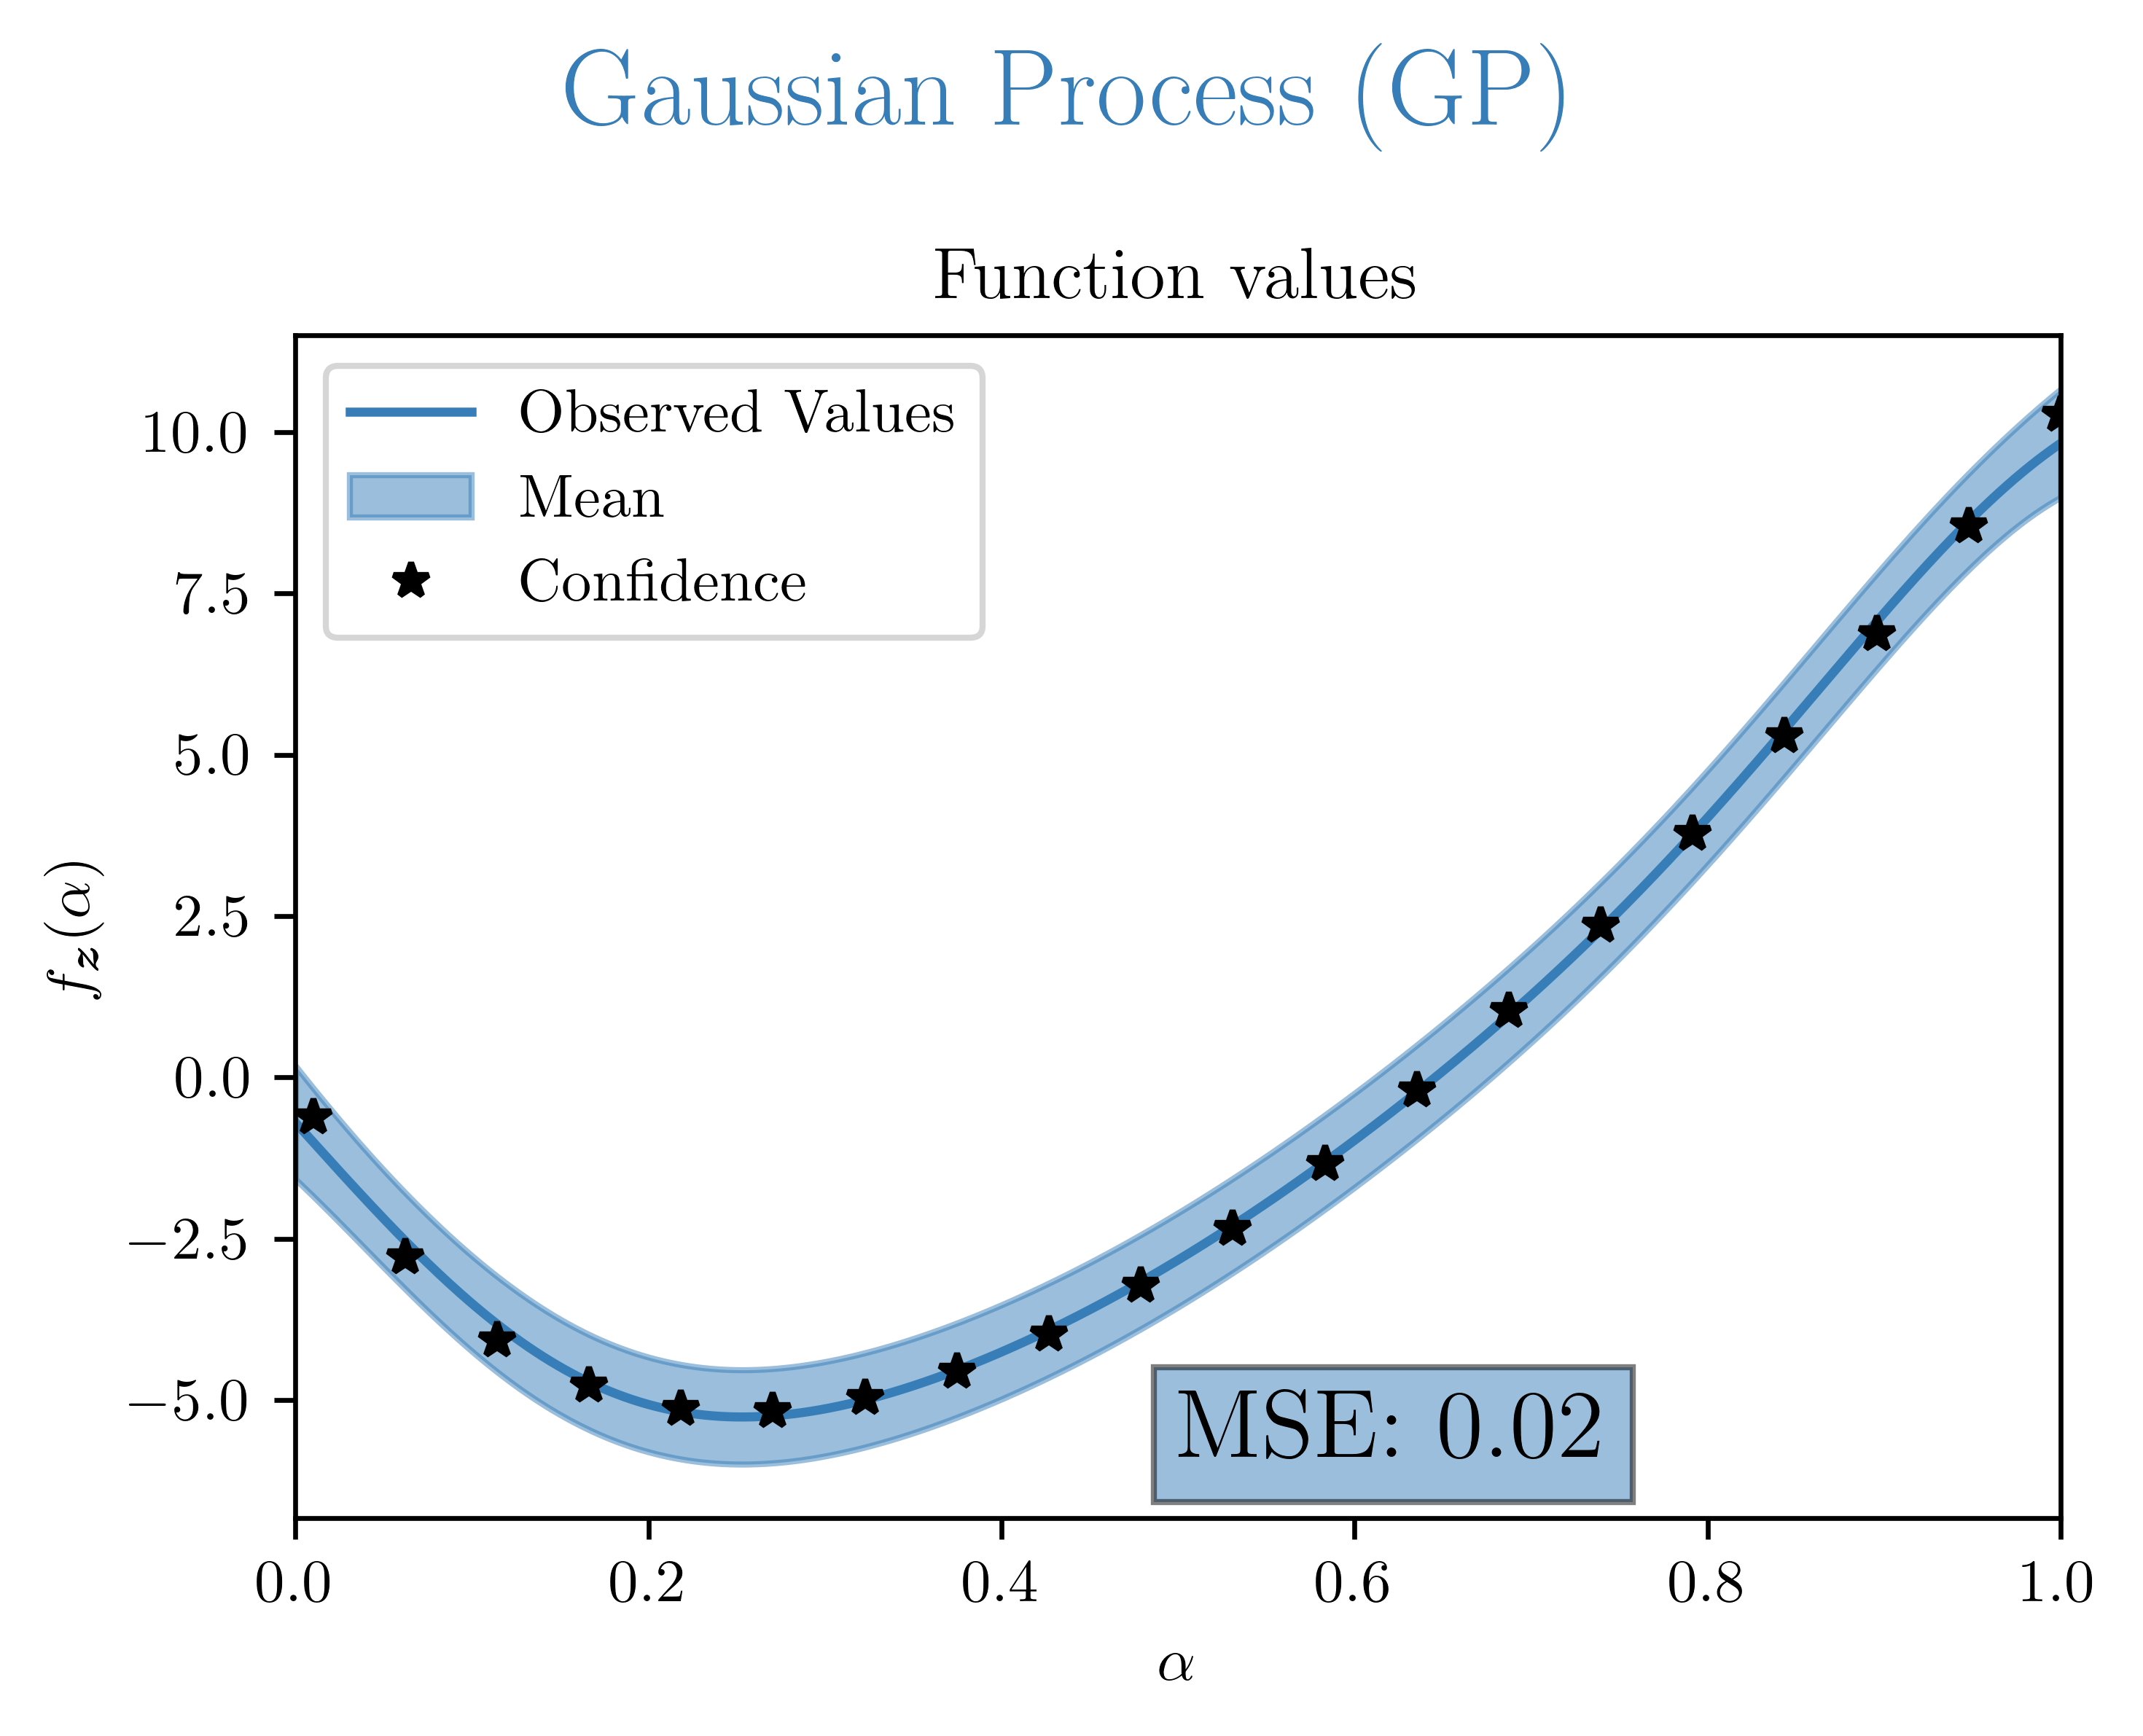 Gaussian Process (GP)
Function values
Observed Values
Mean
Confidence
10.0
7.5
5.0
2.5
0.0
−2.5
−5.0
f_z(α)
MSE: 0.02
0.0 0.2 0.4 0.6 0.8 1.0
α